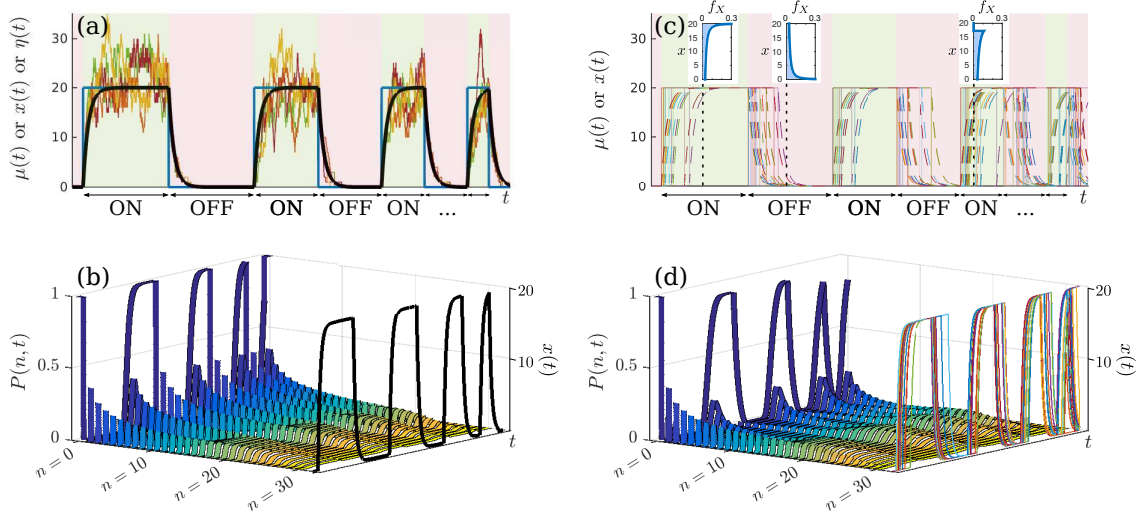 (a)
μ(t) or x(t) or η(t)
30
20
10
0
ON OFF ON OFF ON ... t
(c)
f_X f_X f_X
0 0.3 0 0.3 0 0.3
20
15
x 10
5
0
20
15
x 10
5
0
20
15
x 10
5
0
μ(t) or x(t)
30
20
10
0
ON OFF ON OFF ON ... t
(b)
P(n, t)
1
0.5
0
n = 0
n = 10
n = 20
n = 30
t
20
10
x(t)
(d)
P(n, t)
1
0.5
0
n = 0
n = 10
n = 20
n = 30
t
20
10
x(t)